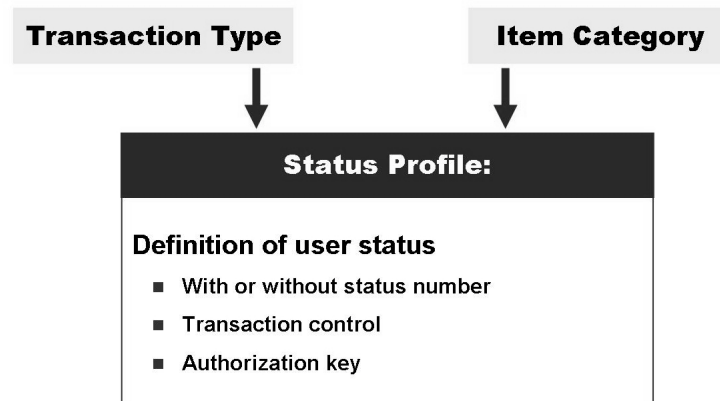 Transaction Type
Item Category
Status Profile:
Definition of user status
With or without status number
Transaction control
Authorization key